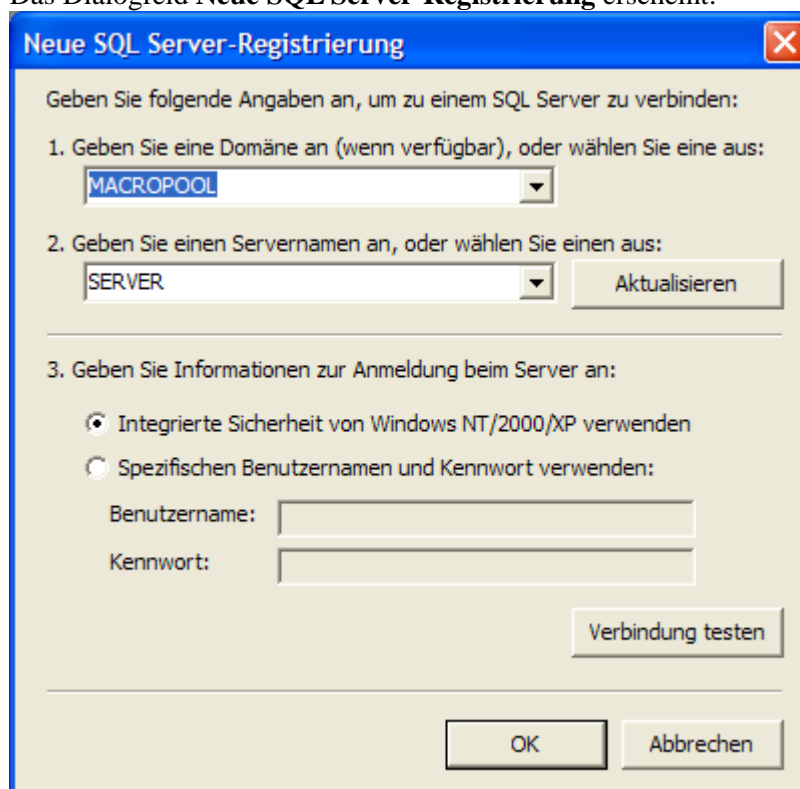 Das Dialogfeld Neue SQL Server-Registrierung erscheint:
Neue SQL Server-Registrierung
Geben Sie folgende Angaben an, um zu einem SQL Server zu verbinden:
1. Geben Sie eine Domäne an (wenn verfügbar), oder wählen Sie eine aus:
MACROPOOL
2. Geben Sie einen Servernamen an, oder wählen Sie einen aus:
SERVER
Aktualisieren
3. Geben Sie Informationen zur Anmeldung beim Server an:
Integrierte Sicherheit von Windows NT/2000/XP verwenden
Spezifischen Benutzernamen und Kennwort verwenden:
Benutzername:
Kennwort:
Verbindung testen
OK
Abbrechen